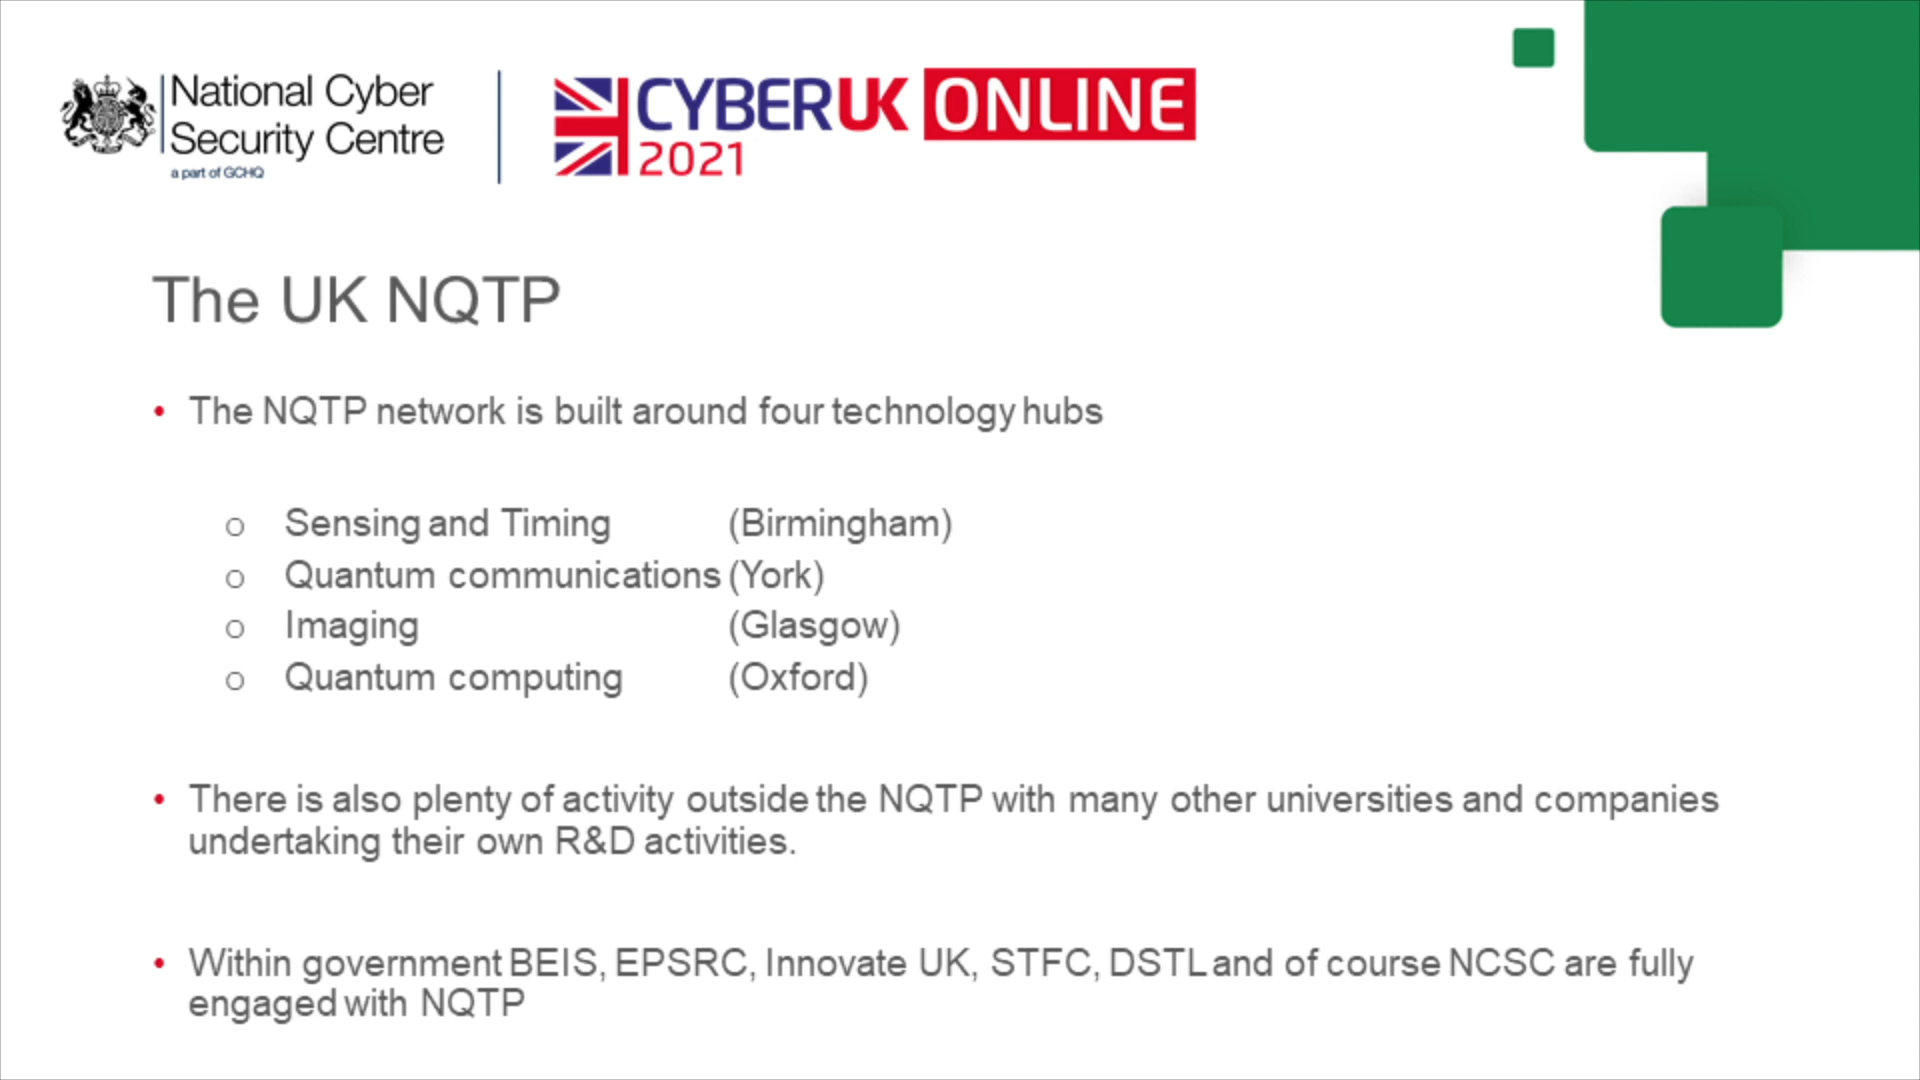 National Cyber
Security Centre
a part of GCHQ
CYBERUK ONLINE
2021
The UK NQTP
• The NQTP network is built around four technology hubs
o Sensing and Timing (Birmingham)
o Quantum communications (York)
o Imaging (Glasgow)
o Quantum computing (Oxford)
• There is also plenty of activity outside the NQTP with many other universities and companies
undertaking their own R&D activities.
• Within government BEIS, EPSRC, Innovate UK, STFC, DSTL and of course NCSC are fully
engaged with NQTP